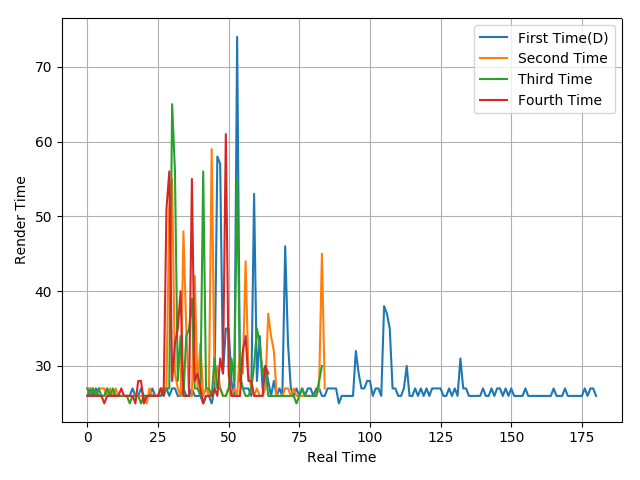 First Time(D)
Second Time
Third Time
Fourth Time
70
60
50
40
30
Render Time
0 25 50 75 100 125 150 175
Real Time